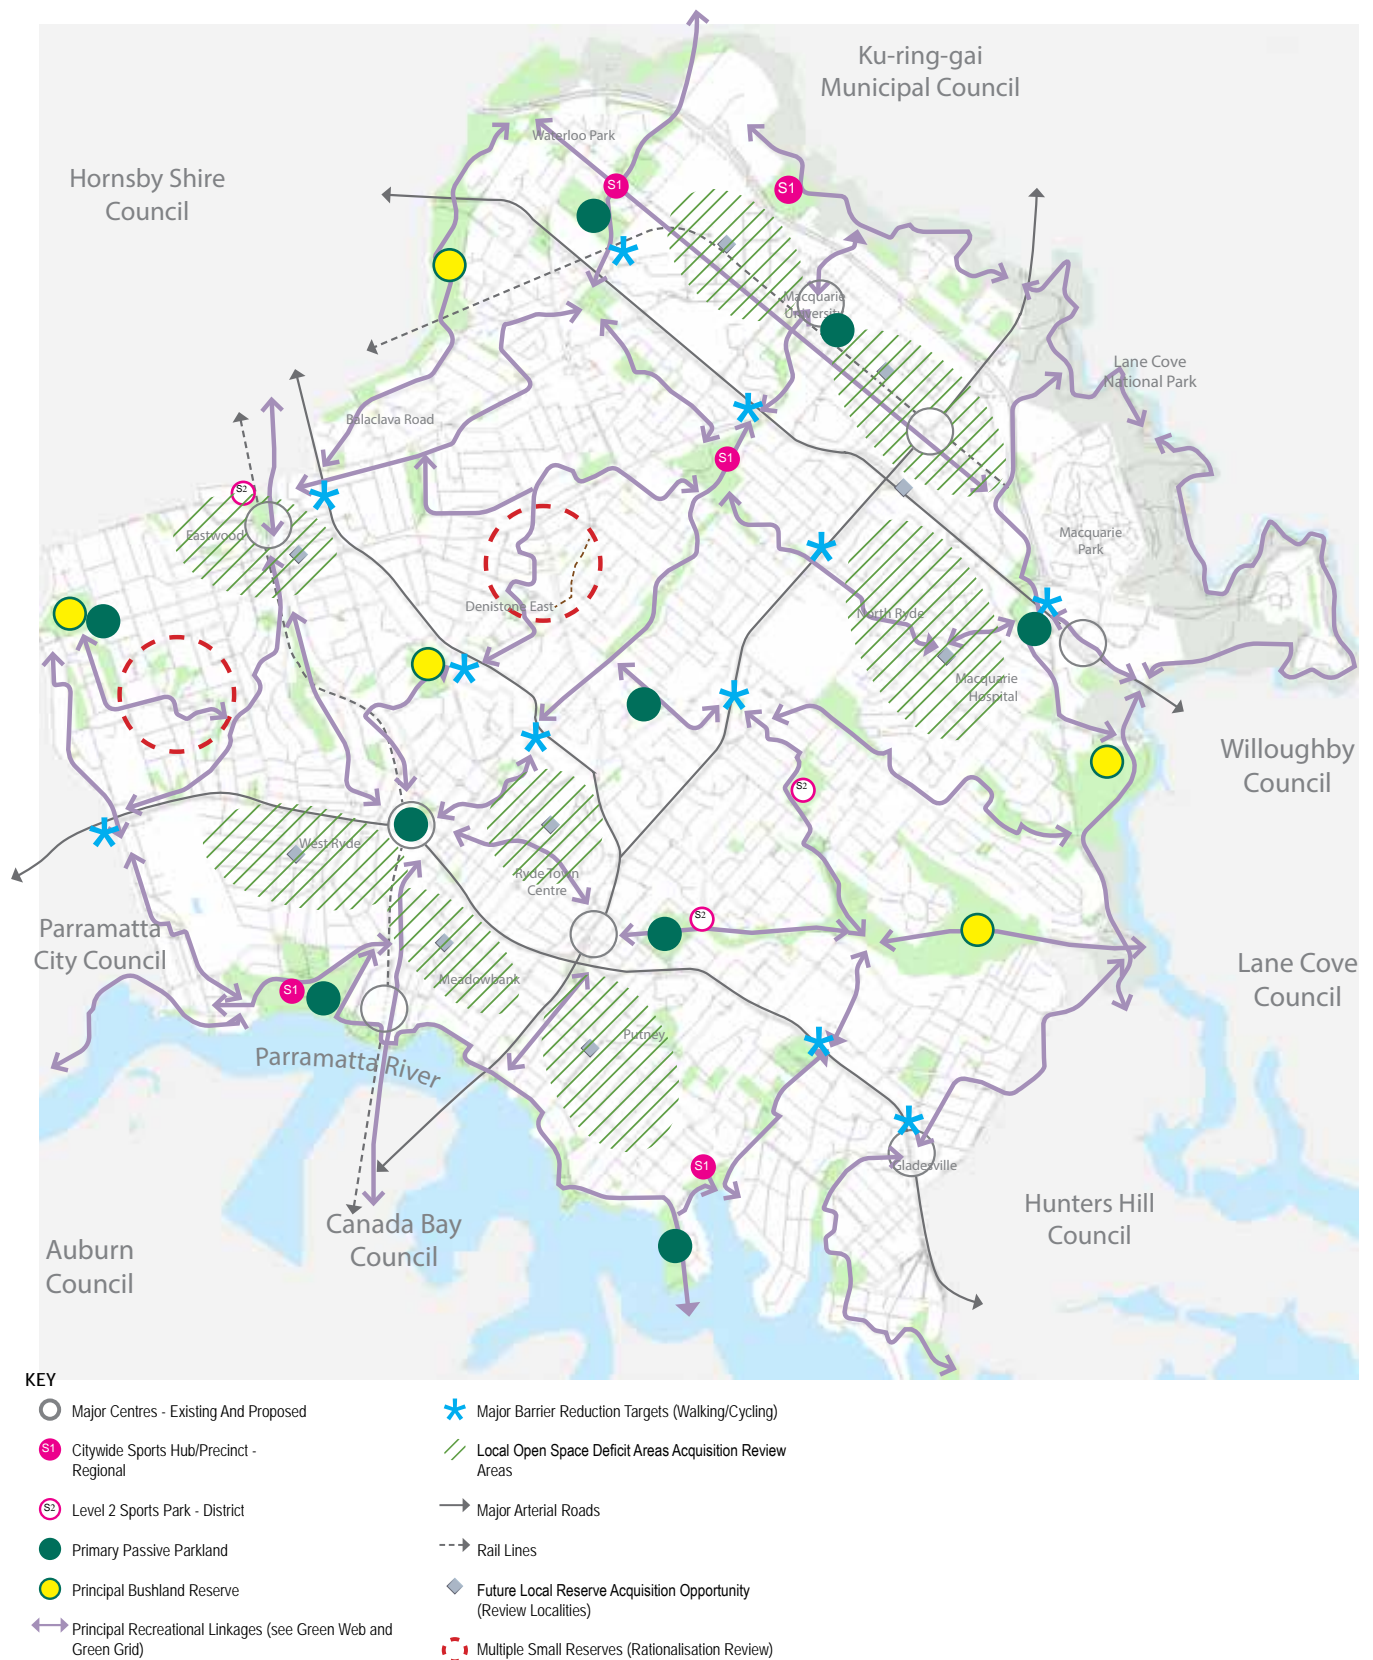 Ku-ring-gai
Municipal Council
Waterloo Park
Hornsby Shire
Council
S1
S1
Macquarie
University
Lane Cove
National Park
Balaclava Road
S1
S2
Eastwood
Macquarie
Park
Denistone East
North Ryde
Macquarie
Hospital
Willoughby
Council
S2
West Ryde
Ryde Town
Centre
S2
Parramatta
City Council
Lane Cove
Council
Meadowbank
S1
Putney
Parramatta River
S1
Gladesville
Hunters Hill
Council
Canada Bay
Council
Auburn
Council
KEY
Major Centres - Existing And Proposed
S1
Citywide Sports Hub/Precinct -
Regional
S2
Level 2 Sports Park - District
Primary Passive Parkland
Principal Bushland Reserve
Principal Recreational Linkages (see Green Web and
Green Grid)
Major Barrier Reduction Targets (Walking/Cycling)
Local Open Space Deficit Areas Acquisition Review
Areas
Major Arterial Roads
Rail Lines
Future Local Reserve Acquisition Opportunity
(Review Localities)
Multiple Small Reserves (Rationalisation Review)